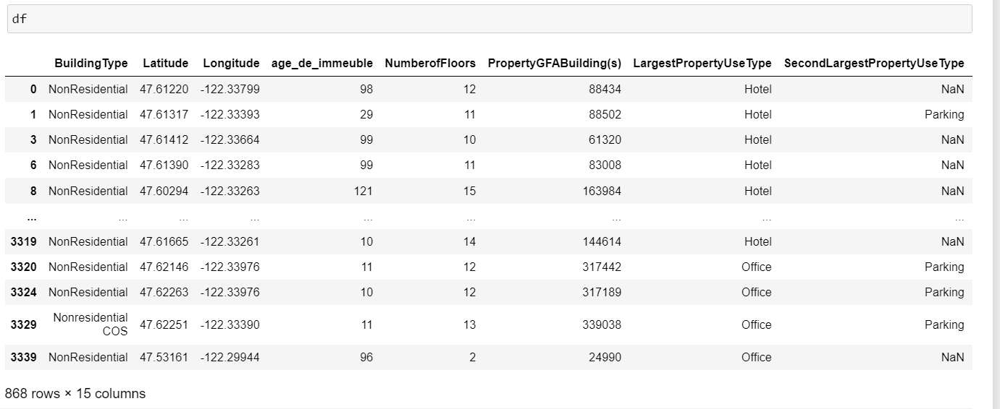 df
BuildingType Latitude Longitude age_de_immeuble NumberofFloors PropertyGFABuilding(s) LargestPropertyUseType SecondLargestPropertyUseType
0 NonResidential 47.61220 -122.33799 98 12 88434 Hotel NaN
1 NonResidential 47.61317 -122.33393 29 11 88502 Hotel Parking
3 NonResidential 47.61412 -122.33664 99 10 61320 Hotel NaN
6 NonResidential 47.61390 -122.33283 99 11 83008 Hotel NaN
8 NonResidential 47.60294 -122.33263 121 15 163984 Hotel NaN
... ... ... ... ... ... ... ... ...
3319 NonResidential 47.61665 -122.33261 10 14 144614 Hotel NaN
3320 NonResidential 47.62146 -122.33976 11 12 317442 Office Parking
3324 NonResidential 47.62263 -122.33976 10 12 317189 Office Parking
3329 Nonresidential
COS 47.62251 -122.33390 11 13 339038 Office Parking
3339 NonResidential 47.53161 -122.29944 96 2 24990 Office NaN
868 rows × 15 columns